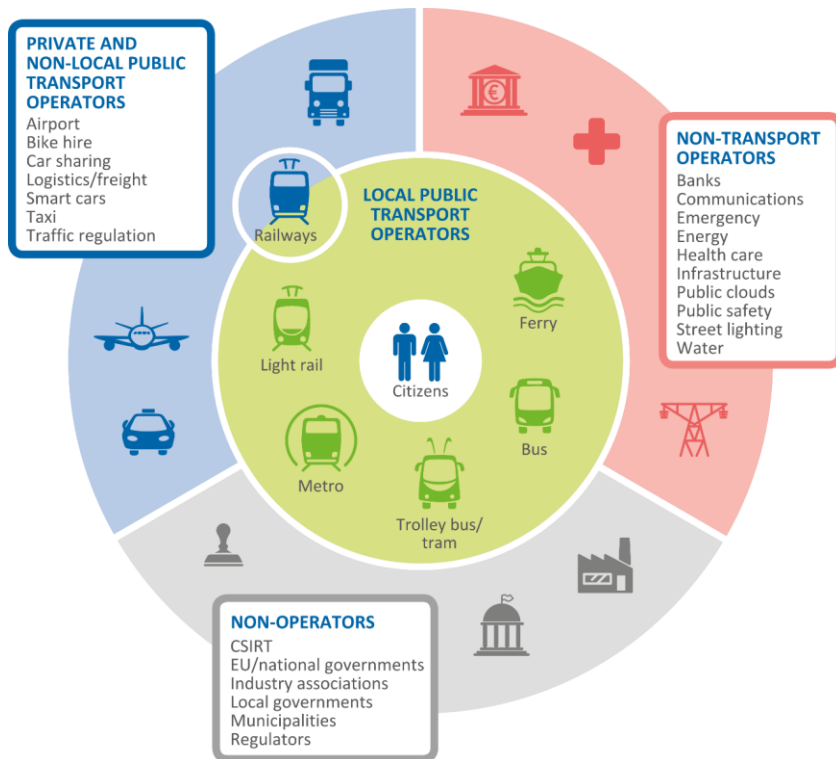 PRIVATE AND
NON-LOCAL PUBLIC
TRANSPORT
OPERATORS
Airport
Bike hire
Car sharing
Logistics/freight
Smart cars
Taxi
Traffic regulation
€
NON-TRANSPORT
OPERATORS
Banks
Communications
Emergency
Energy
Health care
Infrastructure
Public clouds
Public safety
Street lighting
Water
LOCAL PUBLIC
TRANSPORT
OPERATORS
Railways
Ferry
Light rail
Citizens
Bus
Metro
Trolley bus/
tram
NON-OPERATORS
CSIRT
EU/national governments
Industry associations
Local governments
Municipalities
Regulators